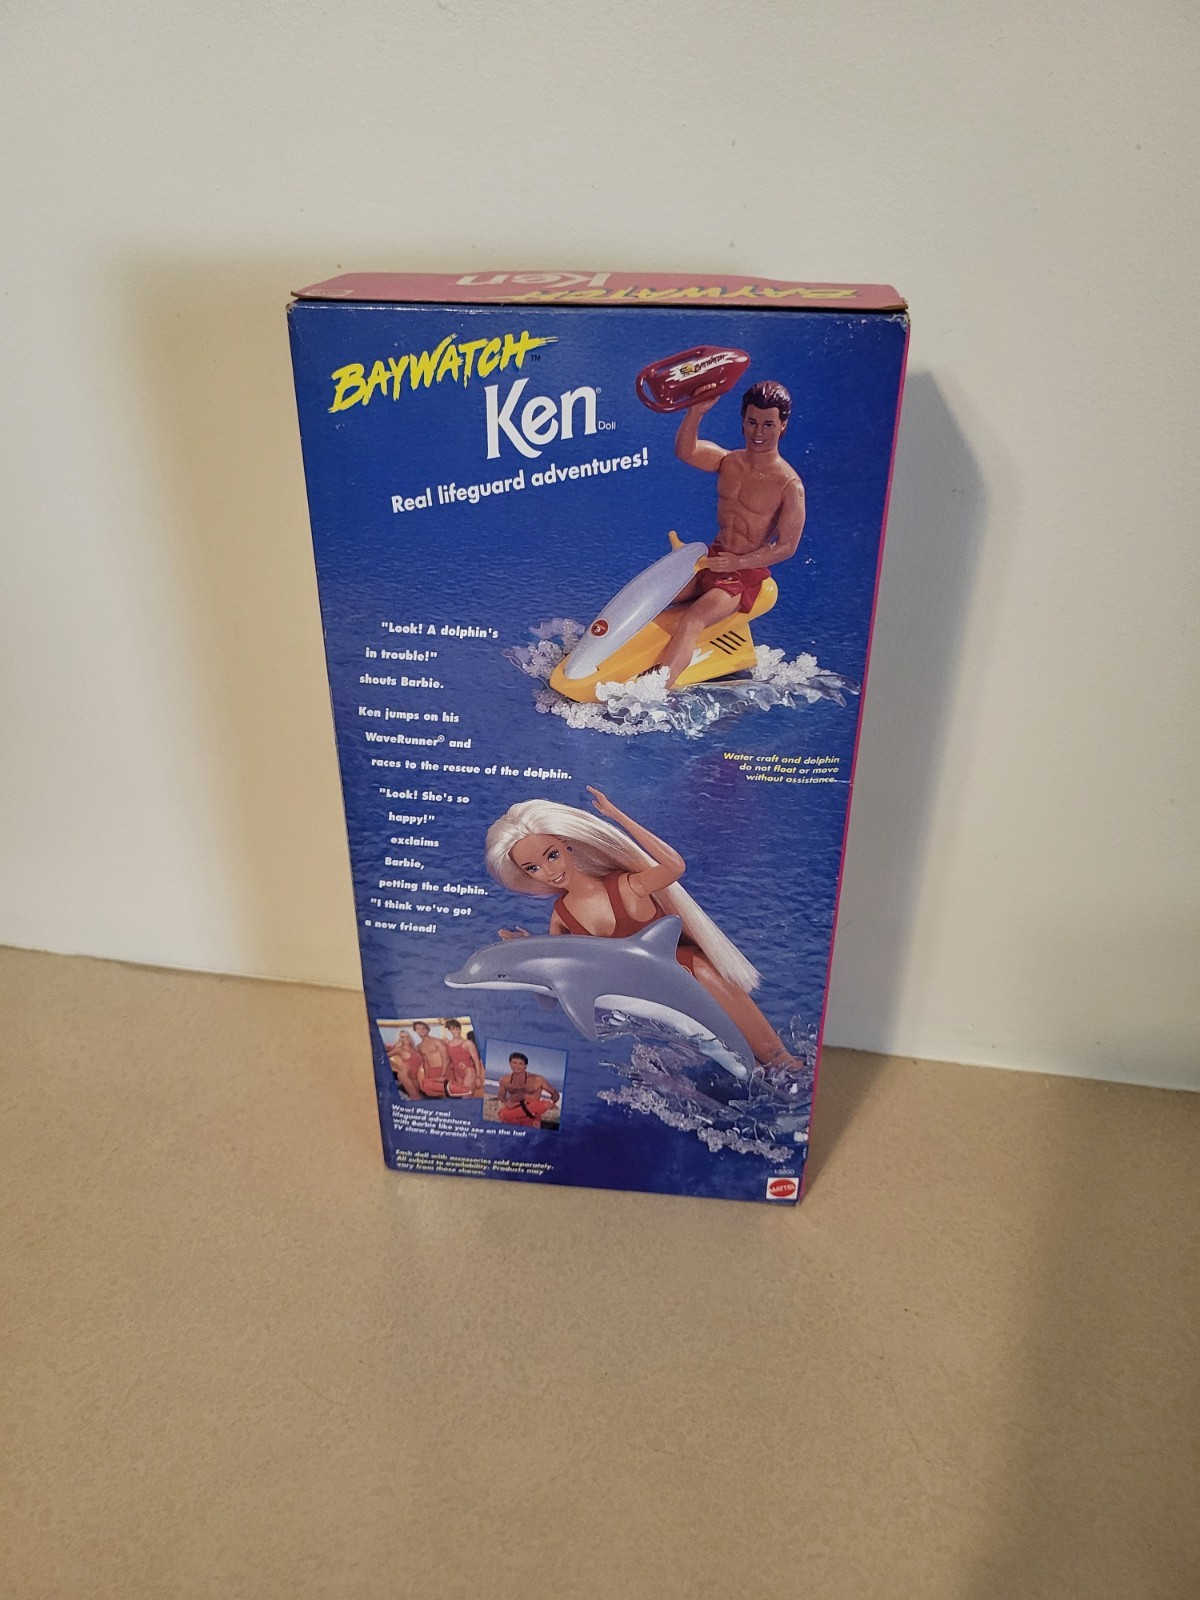 Ken
BAYWATCH
BAYWATCH™
Ken®
Doll
Real lifeguard adventures!
"Look! A dolphin's
in trouble!"
shouts Barbie.
Ken jumps on his
WaveRunner® and
races to the rescue of the dolphin.
Water craft and dolphin
do not float or move
without assistance.
"Look! She's so
happy!"
exclaims
Barbie,
petting the dolphin.
"I think we've got
a new friend!
Wow! Play real
lifeguard adventures
with Barbie like you see on the hot
TV show, Baywatch™!
Each doll with accessories sold separately.
All subject to availability. Products may
vary from those shown.
13200
MATTEL